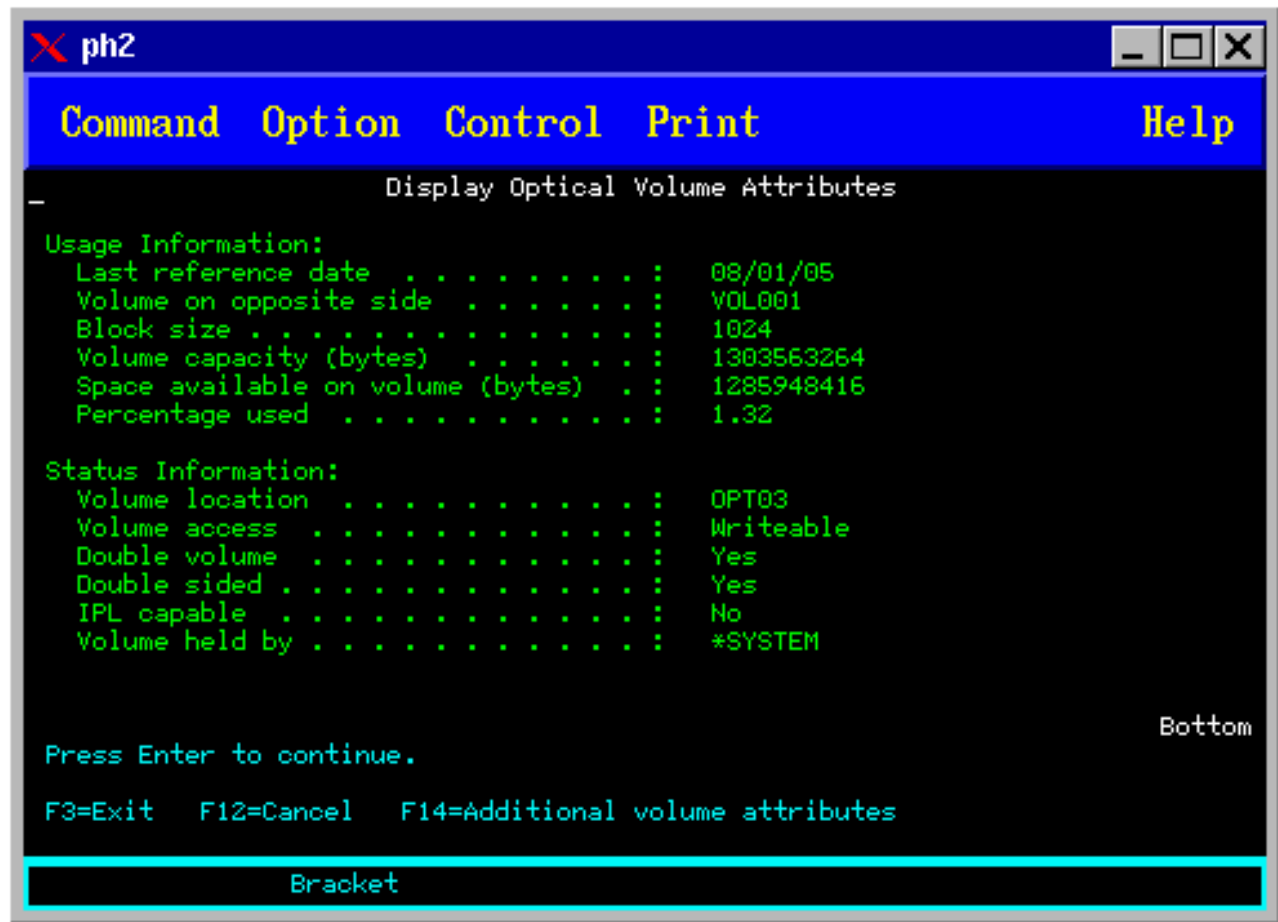 ph2
Command Option Control Print Help
Display Optical Volume Attributes
Usage Information:
Last reference date . . . . . . . . : 08/01/05
Volume on opposite side . . . . . . : VOL001
Block size . . . . . . . . . . . . . : 1024
Volume capacity (bytes) . . . . . . : 1303563264
Space available on volume (bytes) . : 1285948416
Percentage used . . . . . . . . . . : 1.32
Status Information:
Volume location . . . . . . . . . . : OPT03
Volume access . . . . . . . . . . . : Writeable
Double volume . . . . . . . . . . . : Yes
Double sided . . . . . . . . . . . . : Yes
IPL capable . . . . . . . . . . . . : No
Volume held by . . . . . . . . . . . : *SYSTEM
Bottom
Press Enter to continue.
F3=Exit F12=Cancel F14=Additional volume attributes
Bracket